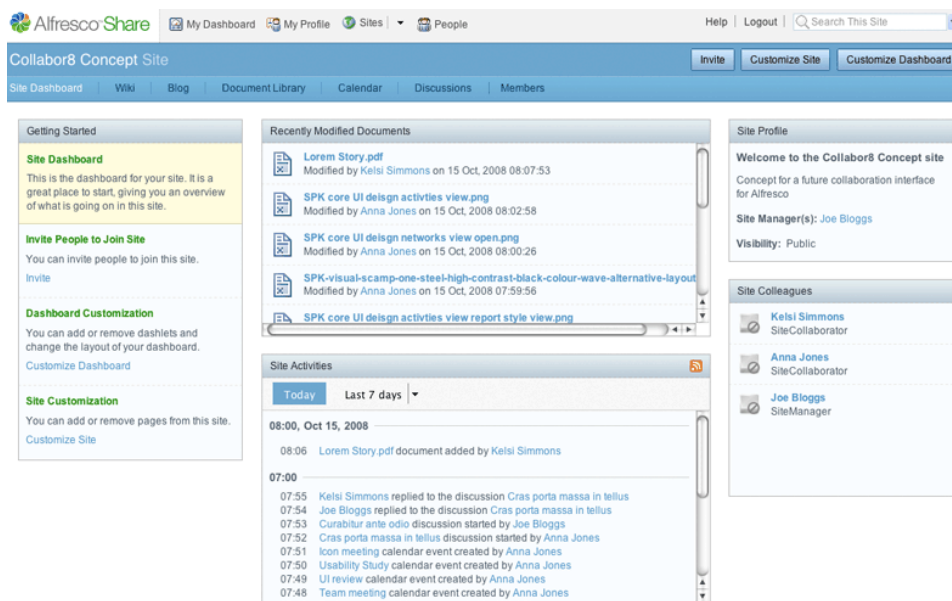 Alfresco Share My Dashboard My Profile Sites People Help Logout Search This Site
Collabor8 Concept Site Invite Customize Site Customize Dashboard
Site Dashboard Wiki Blog Document Library Calendar Discussions Members
Getting Started
Site Dashboard
This is the dashboard for your site. It is a
great place to start, giving you an overview
of what is going on in this site.
Invite People to Join Site
You can invite people to join this site.
Invite
Dashboard Customization
You can add or remove dashlets and
change the layout of your dashboard.
Customize Dashboard
Site Customization
You can add or remove pages from this site.
Customize Site
Recently Modified Documents
Lorem Story.pdf
Modified by Kelsi Simmons on 15 Oct, 2008 08:07:53
SPK core UI deisgn activties view.png
Modified by Anna Jones on 15 Oct, 2008 08:02:58
SPK core UI deisgn networks view open.png
Modified by Anna Jones on 15 Oct, 2008 08:00:26
SPK-visual-scamp-one-steel-high-contrast-black-colour-wave-alternative-layout
Modified by Anna Jones on 15 Oct, 2008 07:59:56
SPK core UI deisgn activties view report style view.png
Site Activities
Today Last 7 days
08:00, Oct 15, 2008
08:06 Lorem Story.pdf document added by Kelsi Simmons
07:00
07:55 Kelsi Simmons replied to the discussion Cras porta massa in tellus
07:54 Joe Bloggs replied to the discussion Cras porta massa in tellus
07:53 Curabitur ante odio discussion started by Joe Bloggs
07:52 Cras porta massa in tellus discussion started by Anna Jones
07:51 Icon meeting calendar event created by Anna Jones
07:50 Usability Study calendar event created by Anna Jones
07:49 UI review calendar event created by Anna Jones
07:48 Team meeting calendar event created by Anna Jones
Site Profile
Welcome to the Collabor8 Concept site
Concept for a future collaboration interface
for Alfresco
Site Manager(s): Joe Bloggs
Visibility: Public
Site Colleagues
Kelsi Simmons
SiteCollaborator
Anna Jones
SiteCollaborator
Joe Bloggs
SiteManager